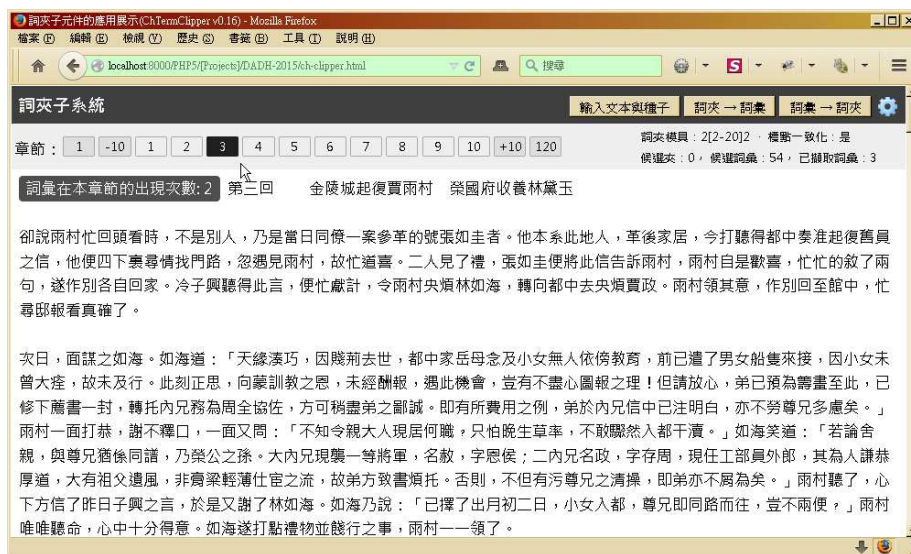 詞夾子元件的應用展示(ChTermClipper v0.16) - Mozilla Firefox
檔案(F) 編輯(E) 檢視(V) 歷史(S) 書籤(B) 工具(T) 說明(H)
localhost:8000/PHP5/[Projects]/DADH-2015/ch-clipper.html 搜尋
詞夾子系統 輸入文本與種子 詞夾→詞彙 詞彙→詞夾
章節： 1 -10 1 2 3 4 5 6 7 8 9 10 +10 120 詞夾模具：2[2-20]2 · 標點一致化：是
候選夾：0，候選詞彙：54，已擷取詞彙：3
詞彙在本章節的出現次數: 2 第三回 金陵城起復賈雨村 榮國府收養林黛玉
卻說雨村忙回頭看時，不是別人，乃是當日同僚一案參革的號張如圭者。他本系此地人，革後家居，今打聽得都中奏准起復舊員
之信，他便四下裏尋情找門路，忽遇見雨村，故忙道喜。二人見了禮，張如圭便將此信告訴雨村，雨村自是歡喜，忙忙的敘了兩
句，遂作別各自回家。冷子興聽得此言，便忙獻計，令雨村央煩林如海，轉向都中去央煩賈政。雨村領其意，作別回至館中，忙
尋邸報看真確了。
次日，面謀之如海。如海道：「天緣湊巧，因賤荊去世，都中家岳母念及小女無人依傍教育，前已遣了男女船隻來接，因小女未
曾大痊，故未及行。此刻正思，向蒙訓教之恩，未經酬報，遇此機會，豈有不盡心圖報之理！但請放心，弟已預為籌畫至此，已
修下薦書一封，轉托內兄務為周全協佐，方可稍盡弟之鄙誠。即有所費用之例，弟於內兄信中已注明白，亦不勞尊兄多慮矣。」
雨村一面打恭，謝不釋口，一面又問：「不知令親大人現居何職？只怕晚生草率，不敢驟然入都干瀆。」如海笑道：「若論舍
親，與尊兄猶係同譜，乃榮公之孫。大內兄現襲一等將軍，名赦，字恩侯；二內兄名政，字存周，現任工部員外郎，其為人謙恭
厚道，大有祖父遺風，非膏粱輕薄仕宦之流，故弟方致書煩托。否則，不但有污尊兄之清操，即弟亦不屑為矣。」雨村聽了，心
下方信了昨日子興之言，於是又謝了林如海。如海乃說：「已擇了出月初二日，小女入都，尊兄即同路而往，豈不兩便？」雨村
唯唯聽命，心中十分得意。如海遂打點禮物並餞行之事，雨村一一領了。